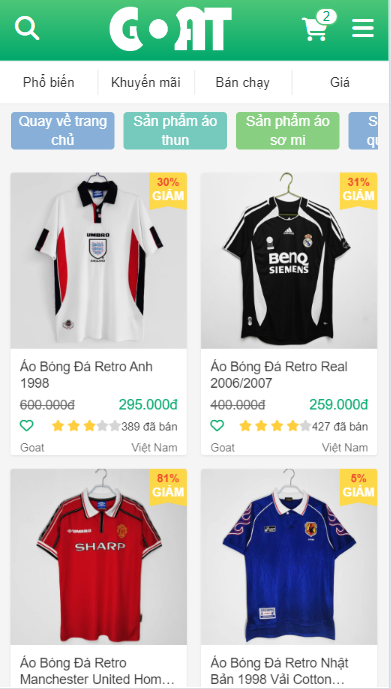 GOAT
2
Phổ biến
Khuyến mãi
Bán chạy
Giá
Quay về trang
chủ
Sản phẩm áo
thun
Sản phẩm áo
sơ mi
30%
GIẢM
UMBRO
ENGLAND
31%
GIẢM
adidas
BenQ
SIEMENS
Áo Bóng Đá Retro Anh
1998
600.000đ 295.000đ
389 đã bán
Goat Việt Nam
Áo Bóng Đá Retro Real
2006/2007
400.000đ 259.000đ
427 đã bán
Goat Việt Nam
81%
GIẢM
UMBRO
SHARP
5%
GIẢM
Áo Bóng Đá Retro
Manchester United Hom…
Áo Bóng Đá Retro Nhật
Bản 1998 Vải Cotton…